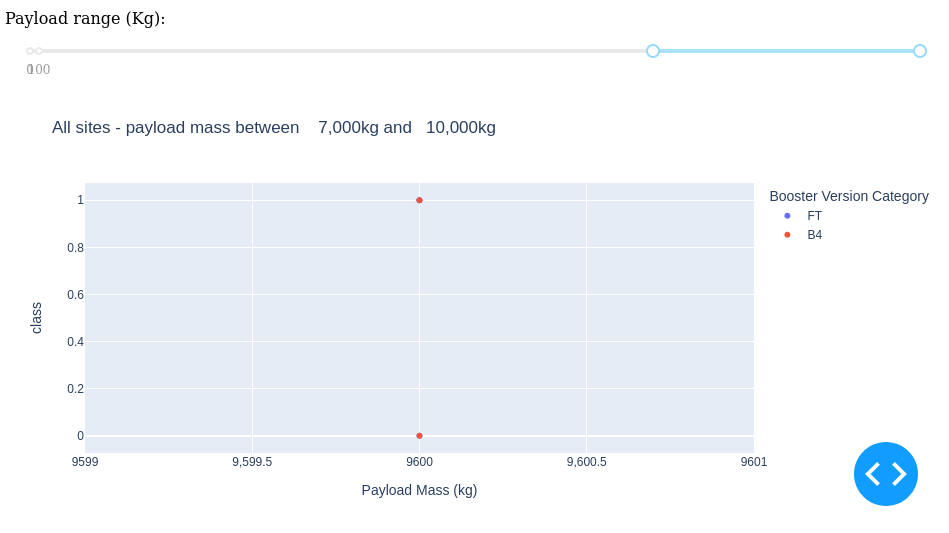 Payload range (Kg):
0 100
All sites - payload mass between 7,000kg and 10,000kg
1
0.8
0.6
0.4
0.2
0
class
9599 9,599.5 9600 9,600.5 9601
Payload Mass (kg)
Booster Version Category
FT
B4